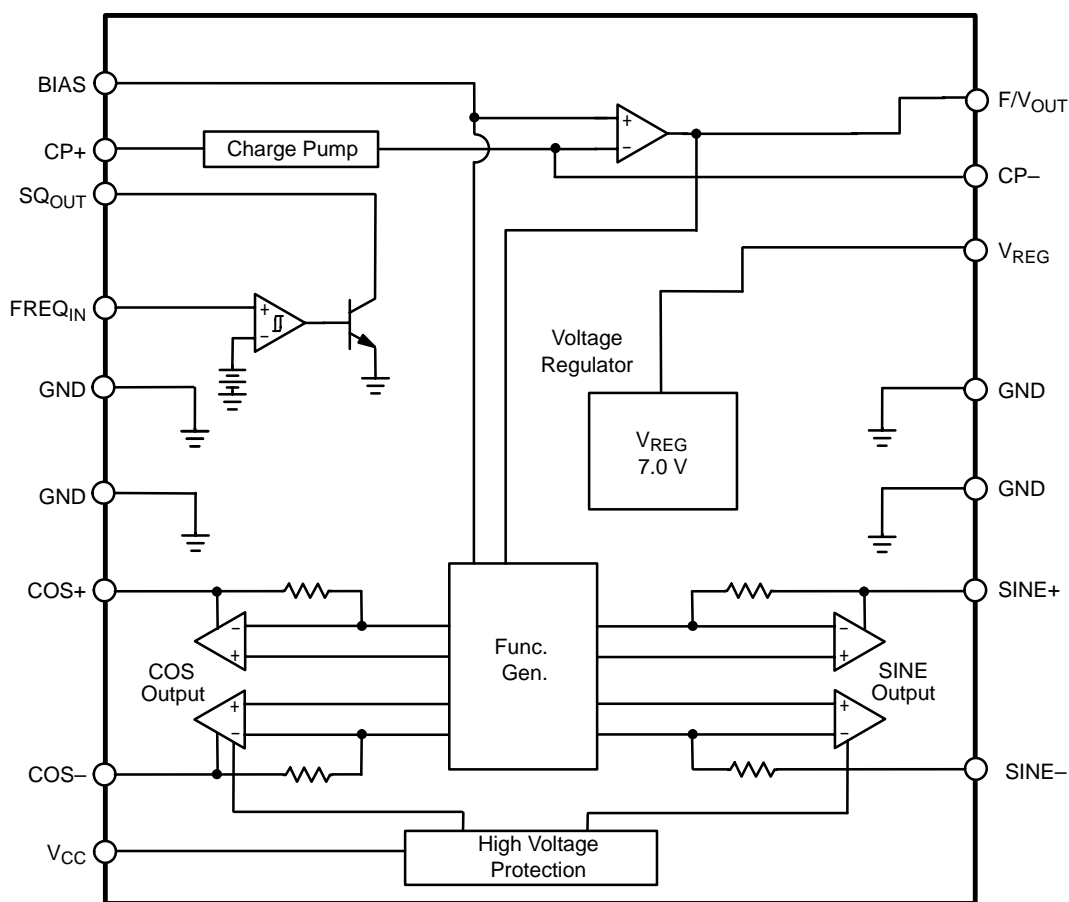 BIAS
F/VOUT
CP+
Charge Pump
+
−
CP−
SQOUT
VREG
FREQIN
+
−
Voltage
Regulator
GND
GND
VREG
7.0 V
GND
GND
COS+
SINE+
−
+
−
+
Func.
Gen.
COS
Output
SINE
Output
+
−
+
−
COS−
SINE−
VCC
High Voltage
Protection